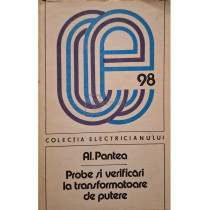 98
COLECȚIA ELECTRICIANULUI
Al. Pantea
Probe și verificări
la transformatoare
de putere